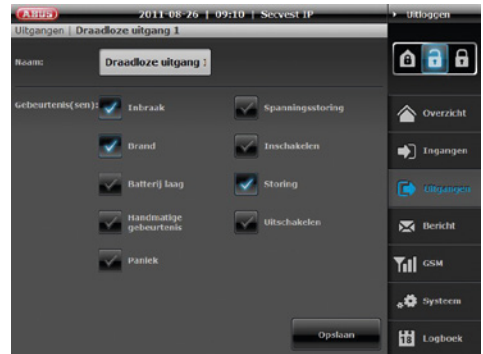 ABUS 2011-08-26 | 09:10 | Secvest IP Uitloggen
Uitgangen | Draadloze uitgang 1
Naam: Draadloze uitgang
Gebeurtenis(sen): Inbraak Spanningsstoring
Brand Inschakelen
Batterij laag Storing
Handmatige
gebeurtenis
Uitschakelen
Paniek
Opslaan
Overzicht
Ingangen
Uitgangen
Bericht
GSM
Systeem
18 Logboek